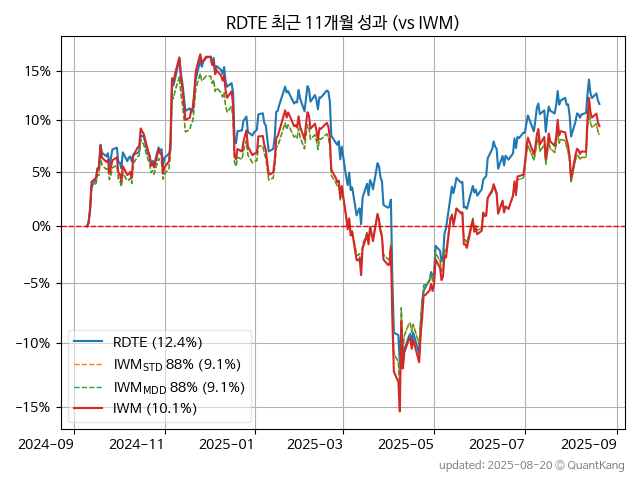 RDTE 최근 11개월 성과 (vs IWM)
15%
10%
5%
0%
−5%
−10%
−15%
RDTE (12.4%)
IWM_STD 88% (9.1%)
IWM_MDD 88% (9.1%)
IWM (10.1%)
2024-09 2024-11 2025-01 2025-03 2025-05 2025-07 2025-09
updated: 2025-08-20 © QuantKang